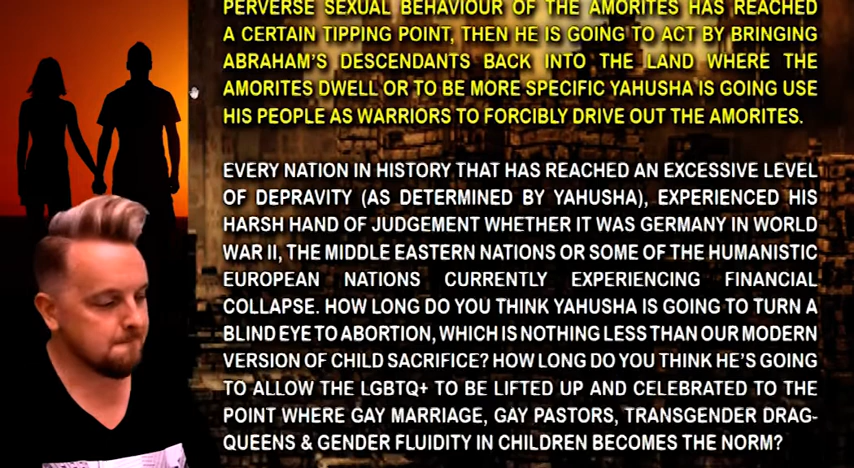 PERVERSE SEXUAL BEHAVIOUR OF THE AMORITES HAS REACHED
A CERTAIN TIPPING POINT, THEN HE IS GOING TO ACT BY BRINGING
ABRAHAM'S DESCENDANTS BACK INTO THE LAND WHERE THE
AMORITES DWELL OR TO BE MORE SPECIFIC YAHUSHA IS GOING USE
HIS PEOPLE AS WARRIORS TO FORCIBLY DRIVE OUT THE AMORITES.
EVERY NATION IN HISTORY THAT HAS REACHED AN EXCESSIVE LEVEL
OF DEPRAVITY (AS DETERMINED BY YAHUSHA), EXPERIENCED HIS
HARSH HAND OF JUDGEMENT WHETHER IT WAS GERMANY IN WORLD
WAR II, THE MIDDLE EASTERN NATIONS OR SOME OF THE HUMANISTIC
EUROPEAN NATIONS CURRENTLY EXPERIENCING FINANCIAL
COLLAPSE. HOW LONG DO YOU THINK YAHUSHA IS GOING TO TURN A
BLIND EYE TO ABORTION, WHICH IS NOTHING LESS THAN OUR MODERN
VERSION OF CHILD SACRIFICE? HOW LONG DO YOU THINK HE'S GOING
TO ALLOW THE LGBTQ+ TO BE LIFTED UP AND CELEBRATED TO THE
POINT WHERE GAY MARRIAGE, GAY PASTORS, TRANSGENDER DRAG-
QUEENS & GENDER FLUIDITY IN CHILDREN BECOMES THE NORM?